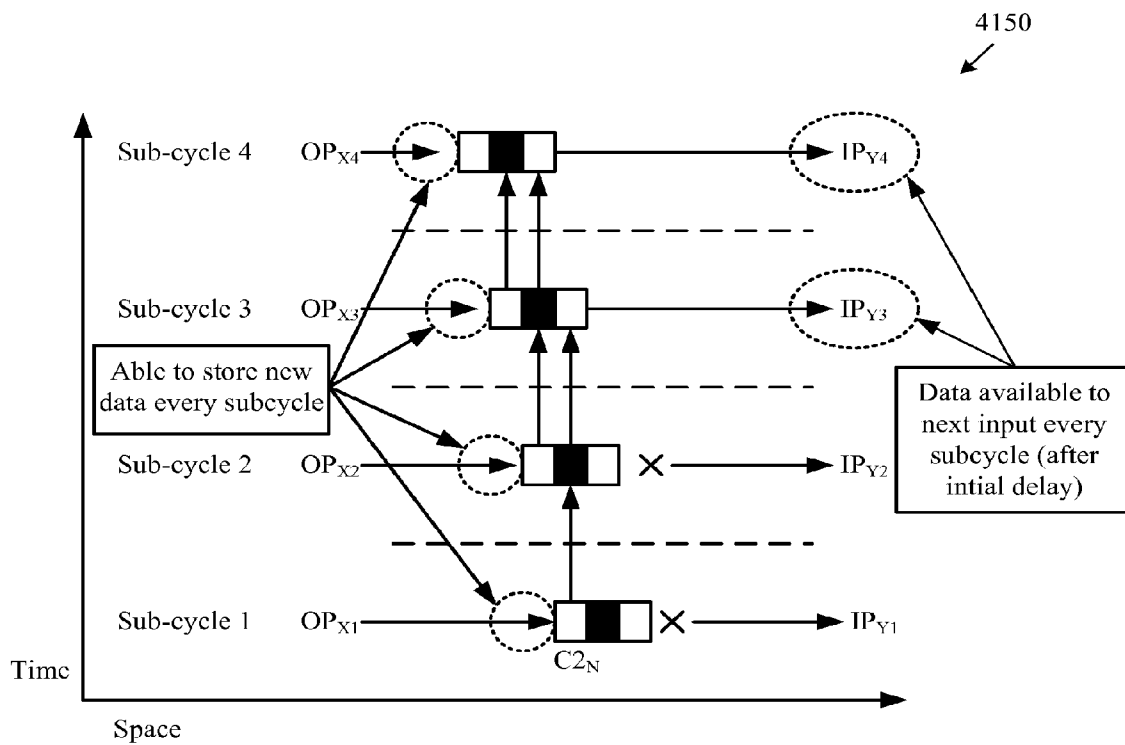 4150
Sub-cycle 4 OPX4 IPY4
Sub-cycle 3 OPX3 IPY3
Able to store new
data every subcycle
Data available to
next input every
subcycle (after
intial delay)
Sub-cycle 2 OPX2 IPY2
Sub-cycle 1 OPX1 IPY1
C2N
Time
Space